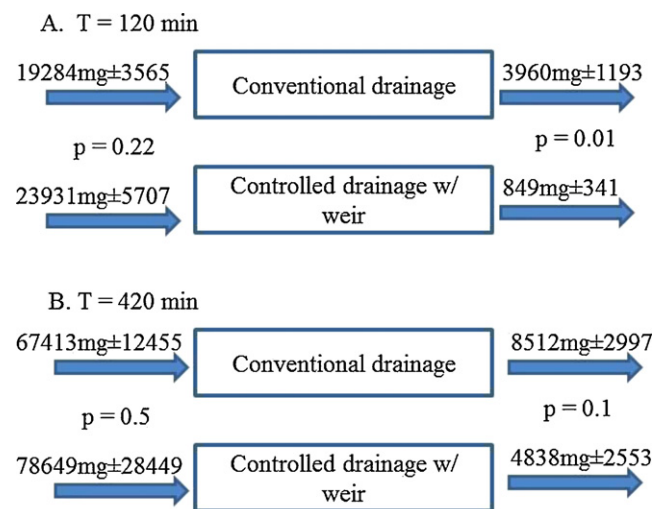 A. T = 120 min
19284mg±3565
Conventional drainage
3960mg±1193
p = 0.22
p = 0.01
23931mg±5707
Controlled drainage w/
weir
849mg±341
B. T = 420 min
67413mg±12455
Conventional drainage
8512mg±2997
p = 0.5
p = 0.1
78649mg±28449
Controlled drainage w/
weir
4838mg±2553